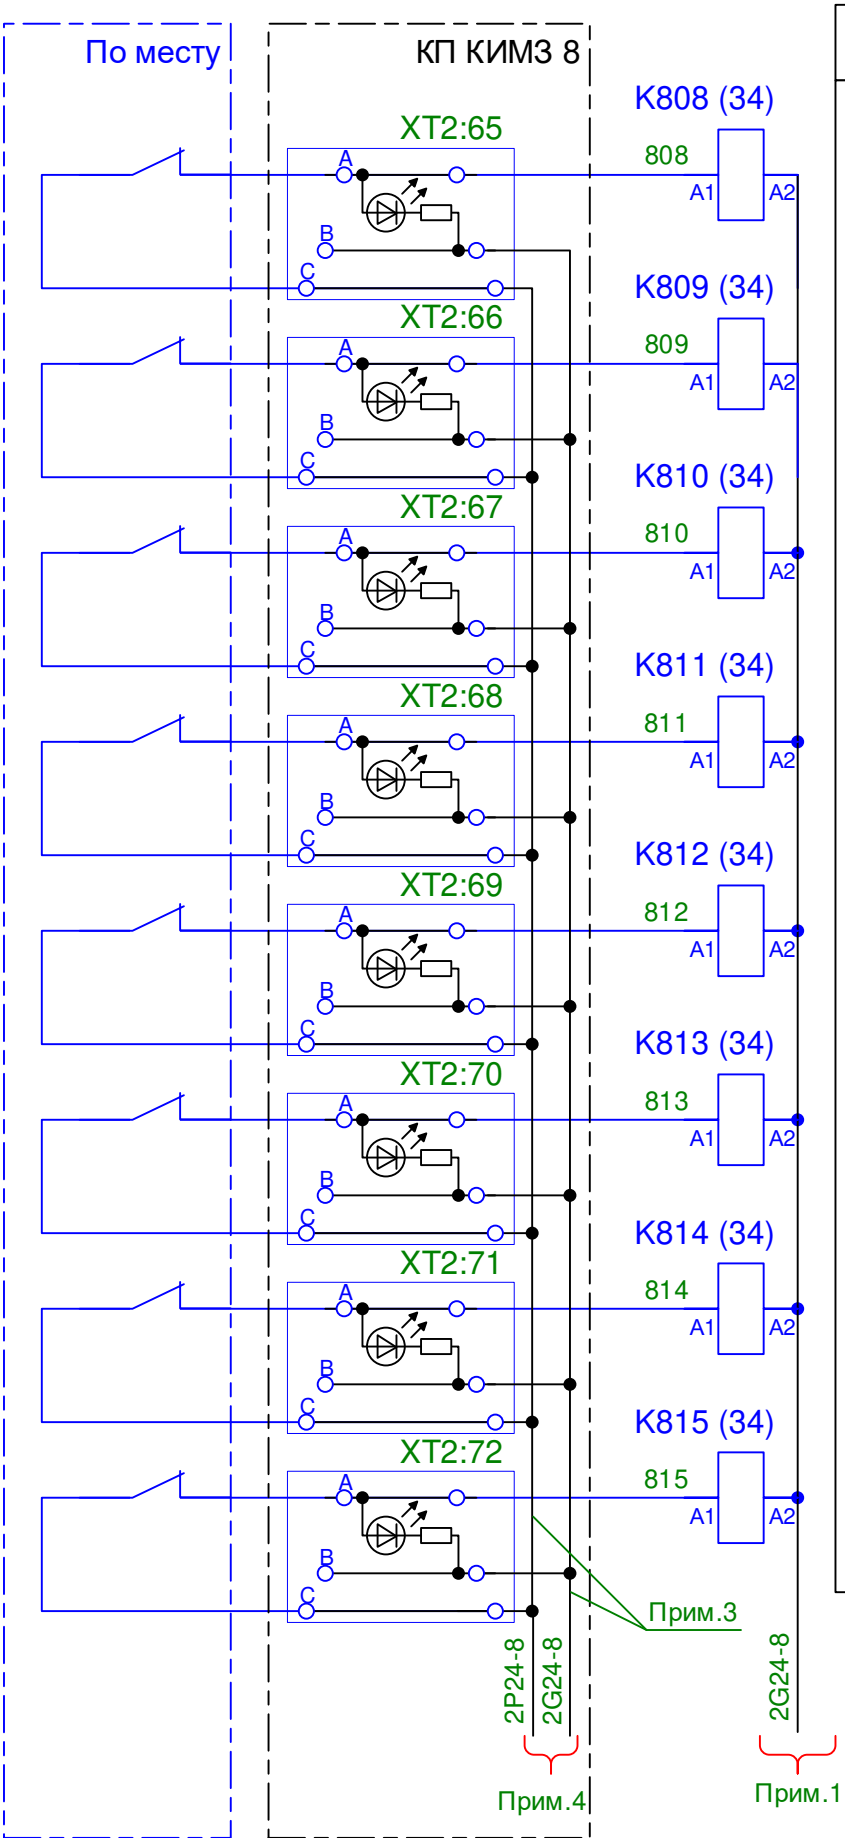 По месту
КП КИМЗ 8
K808 (34)
XT2:65
808
A
A1
A2
B
C
K809 (34)
XT2:66
809
A
A1
A2
B
C
K810 (34)
XT2:67
810
A
A1
A2
B
C
K811 (34)
XT2:68
811
A
A1
A2
B
C
K812 (34)
XT2:69
812
A
A1
A2
B
C
K813 (34)
XT2:70
813
A
A1
A2
B
C
K814 (34)
XT2:71
814
A
A1
A2
B
C
K815 (34)
XT2:72
815
A
A1
A2
B
C
Прим.3
2P24-8
2G24-8
2G24-8
Прим.4
Прим.1